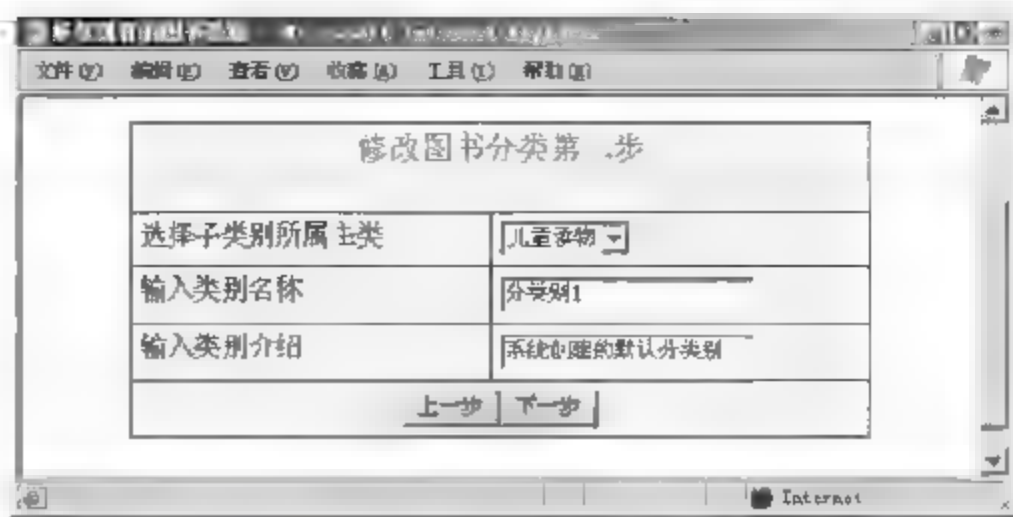 文件(F) 编辑(E) 查看(V) 收藏(A) 工具(T) 帮助(H)
修改图书分类第 步
选择子类别所属主类 儿童读物
输入类别名称 分类别1
输入类别介绍 系统创建的默认分类别
上一步 下一步
Internet